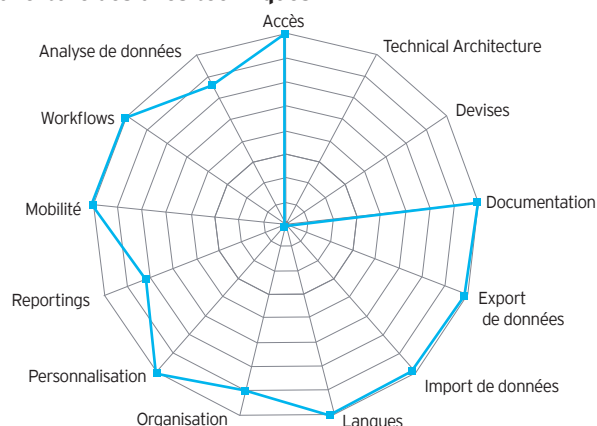 Accès
Technical Architecture
Devises
Documentation
Export
de données
Import de données
Langues
Organisation
Personnalisation
Reportings
Mobilité
Workflows
Analyse de données